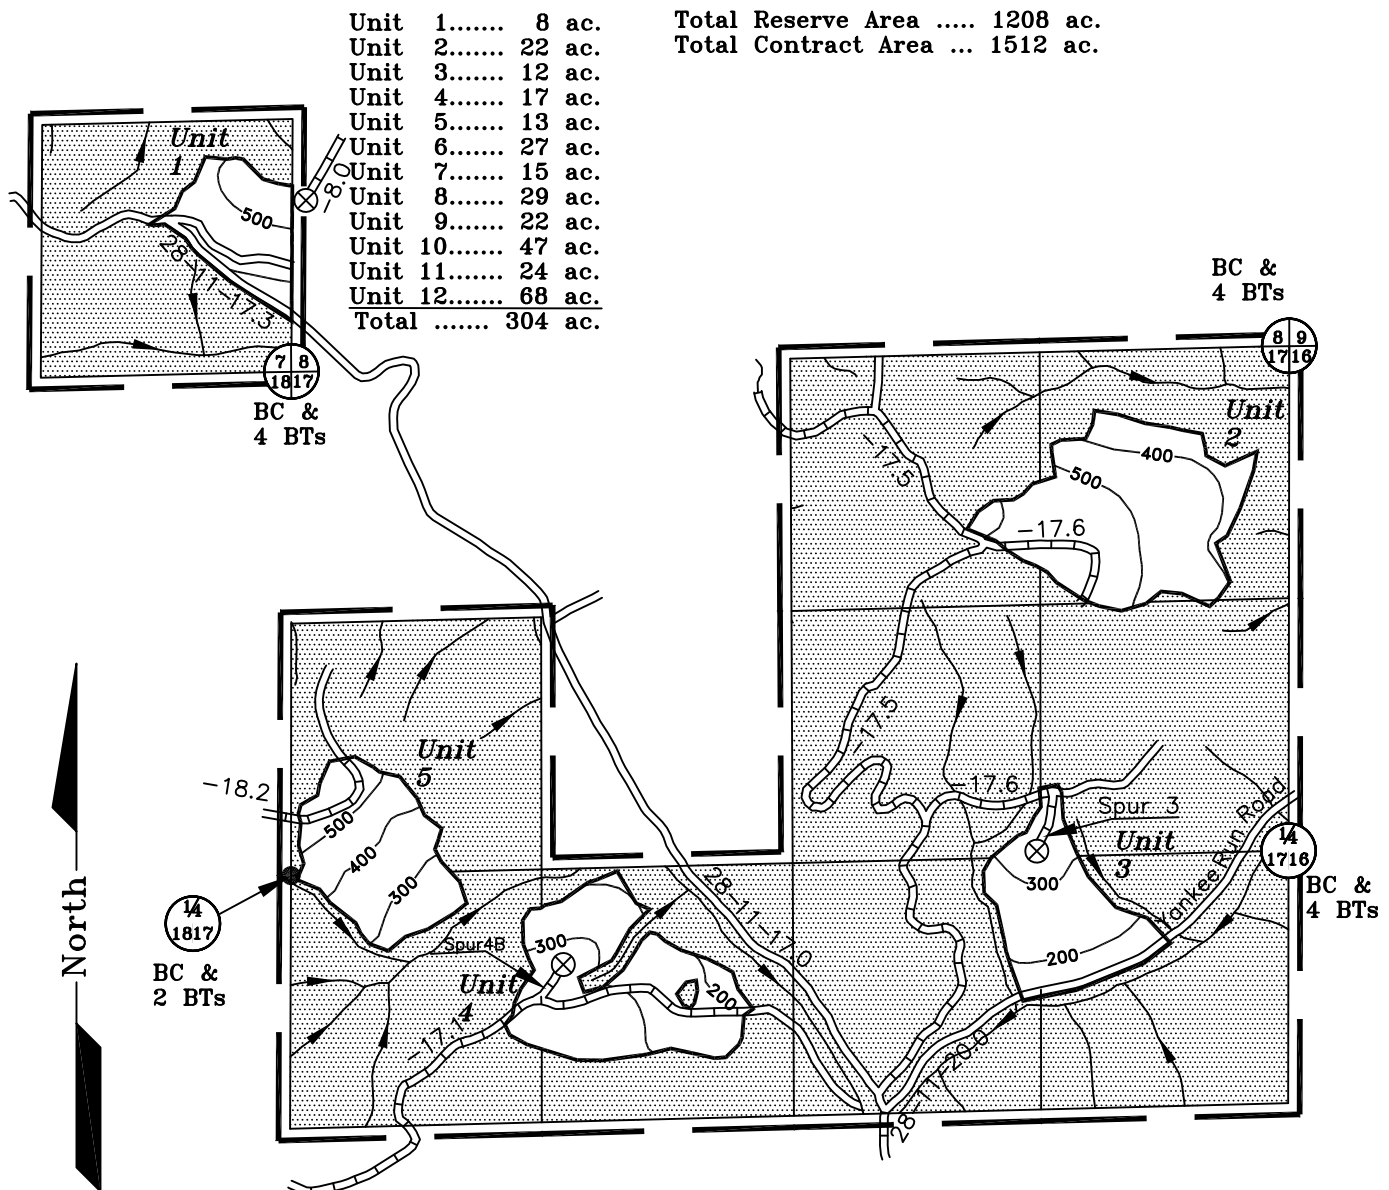 Unit 1....... 8 ac.
Unit 2....... 22 ac.
Unit 3....... 12 ac.
Unit 4....... 17 ac.
Unit 5....... 13 ac.
Unit 6....... 27 ac.
Unit 7....... 15 ac.
Unit 8....... 29 ac.
Unit 9....... 22 ac.
Unit 10....... 47 ac.
Unit 11....... 24 ac.
Unit 12....... 68 ac.
Total ....... 304 ac.
Total Reserve Area ..... 1208 ac.
Total Contract Area ... 1512 ac.
Unit
1
500
-8.0
28-11-17.3
7 8
18 17
BC &
4 BTs
BC &
4 BTs
8 9
17 16
Unit
2
400
500
-17.5
-17.6
-17.5
-17.6
Spur 3
Unit
3
Yankee Run Road
300
200
1/4
17 16
BC &
4 BTs
Unit
5
-18.2
500
400
300
1/4
18 17
BC &
2 BTs
North
28-11-17.0
Spur4B
300
Unit
4
200
-17.1
28-11-20.0